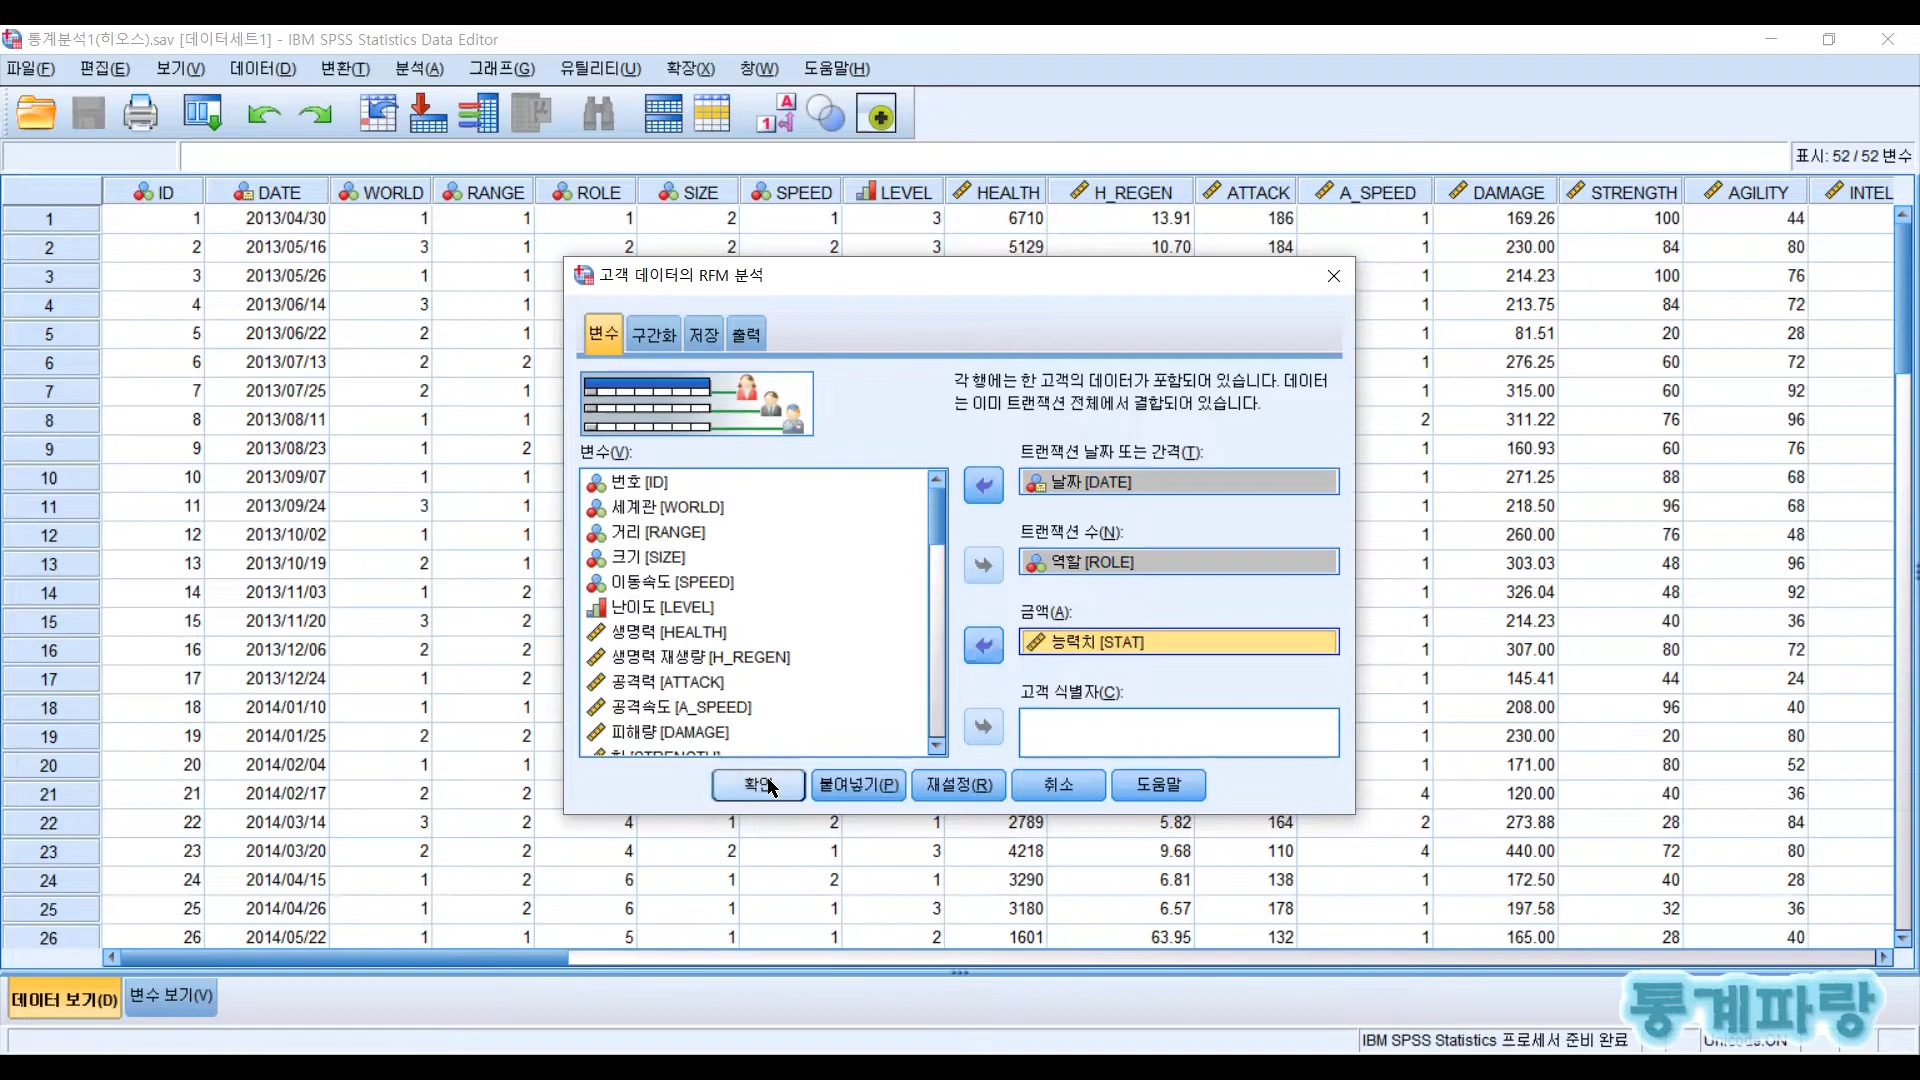 통계분석1(히오스).sav [데이터세트1] - IBM SPSS Statistics Data Editor
파일(F) 편집(E) 보기(V) 데이터(D) 변환(T) 분석(A) 그래프(G) 유틸리티(U) 확장(X) 창(W) 도움말(H)
표시: 52 / 52 변수
ID DATE WORLD RANGE ROLE SIZE SPEED LEVEL HEALTH H_REGEN ATTACK A_SPEED DAMAGE STRENGTH AGILITY INTEL
1 1 2013/04/30 1 1 1 2 1 3 6710 13.91 186 1 169.26 100 44
2 2 2013/05/16 3 1 2 2 2 3 5129 10.70 184 1 230.00 84 80
3 3 2013/05/26 1 1 1 214.23 100 76
4 4 2013/06/14 3 1 1 213.75 84 72
5 5 2013/06/22 2 1 1 81.51 20 28
6 6 2013/07/13 2 2 1 276.25 60 72
7 7 2013/07/25 2 1 1 315.00 60 92
8 8 2013/08/11 1 1 2 311.22 76 96
9 9 2013/08/23 1 2 1 160.93 60 76
10 10 2013/09/07 1 1 1 271.25 88 68
11 11 2013/09/24 3 1 1 218.50 96 68
12 12 2013/10/02 1 1 1 260.00 76 48
13 13 2013/10/19 2 1 1 303.03 48 96
14 14 2013/11/03 1 2 1 326.04 48 92
15 15 2013/11/20 3 2 1 214.23 40 36
16 16 2013/12/06 2 2 1 307.00 80 72
17 17 2013/12/24 1 2 1 145.41 44 24
18 18 2014/01/10 1 1 1 208.00 96 40
19 19 2014/01/25 2 2 1 230.00 20 80
20 20 2014/02/04 1 1 1 171.00 80 52
21 21 2014/02/17 2 2 4 120.00 40 36
22 22 2014/03/14 3 2 4 1 2 1 2789 5.82 164 2 273.88 28 84
23 23 2014/03/20 2 2 4 2 1 3 4218 9.68 110 4 440.00 72 80
24 24 2014/04/15 1 2 6 1 2 1 3290 6.81 138 1 172.50 40 28
25 25 2014/04/26 1 2 6 1 1 3 3180 6.57 178 1 197.58 32 36
26 26 2014/05/22 1 1 5 1 1 2 1601 63.95 132 1 165.00 28 40
고객 데이터의 RFM 분석
변수 구간화 저장 출력
각 행에는 한 고객의 데이터가 포함되어 있습니다. 데이터
는 이미 트랜잭션 전체에서 결합되어 있습니다.
변수(V):
번호 [ID]
세계관 [WORLD]
거리 [RANGE]
크기 [SIZE]
이동속도 [SPEED]
난이도 [LEVEL]
생명력 [HEALTH]
생명력 재생량 [H_REGEN]
공격력 [ATTACK]
공격속도 [A_SPEED]
피해량 [DAMAGE]
트랜잭션 날짜 또는 간격(T):
날짜 [DATE]
트랜잭션 수(N):
역할 [ROLE]
금액(A):
능력치 [STAT]
고객 식별자(C):
확인 붙여넣기(P) 재설정(R) 취소 도움말
데이터 보기(D) 변수 보기(V)
통계파랑
IBM SPSS Statistics 프로세서 준비 완료 Unicode:ON